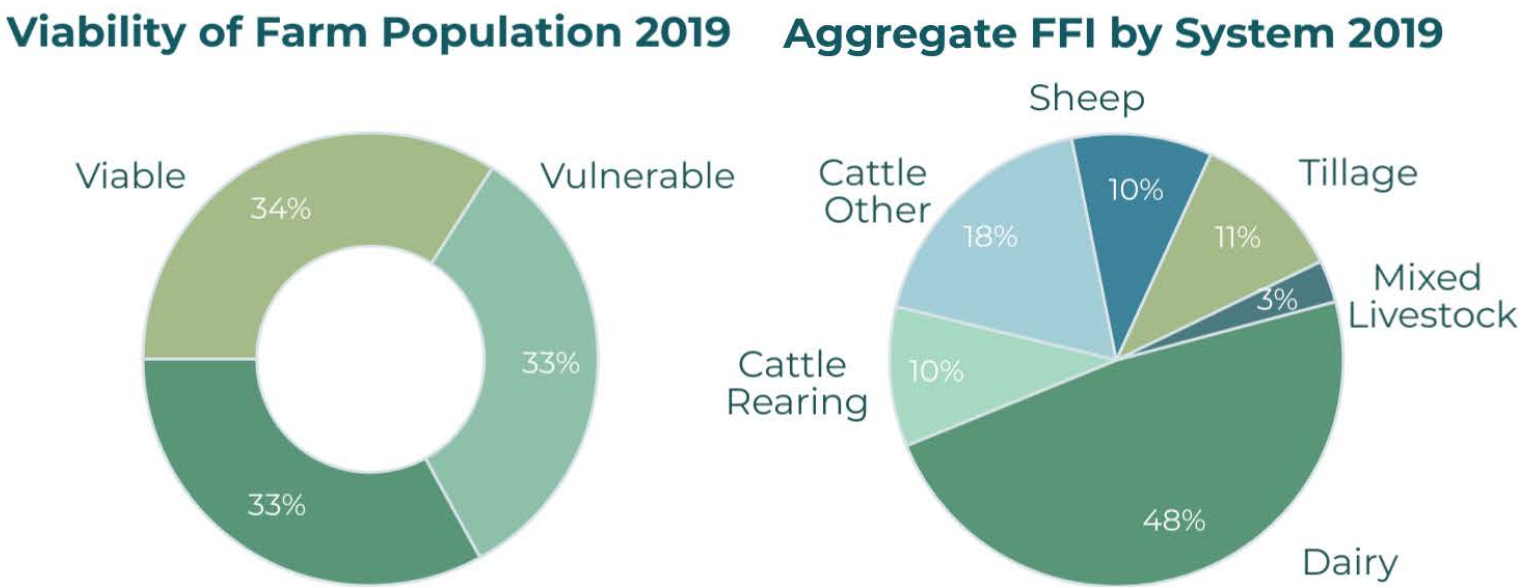 Viability of Farm Population 2019
Viable
34%
Vulnerable
33%
33%
Aggregate FFI by System 2019
Sheep
10%
Tillage
11%
Mixed
Livestock
3%
Dairy
48%
Cattle
Rearing
10%
Cattle
Other
18%